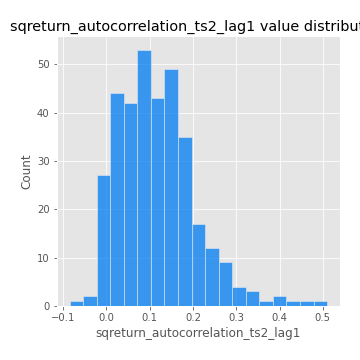 sqreturn_autocorrelation_ts2_lag1 value distribut
50
40
30
20
10
0
Count
−0.1 0.0 0.1 0.2 0.3 0.4 0.5
sqreturn_autocorrelation_ts2_lag1